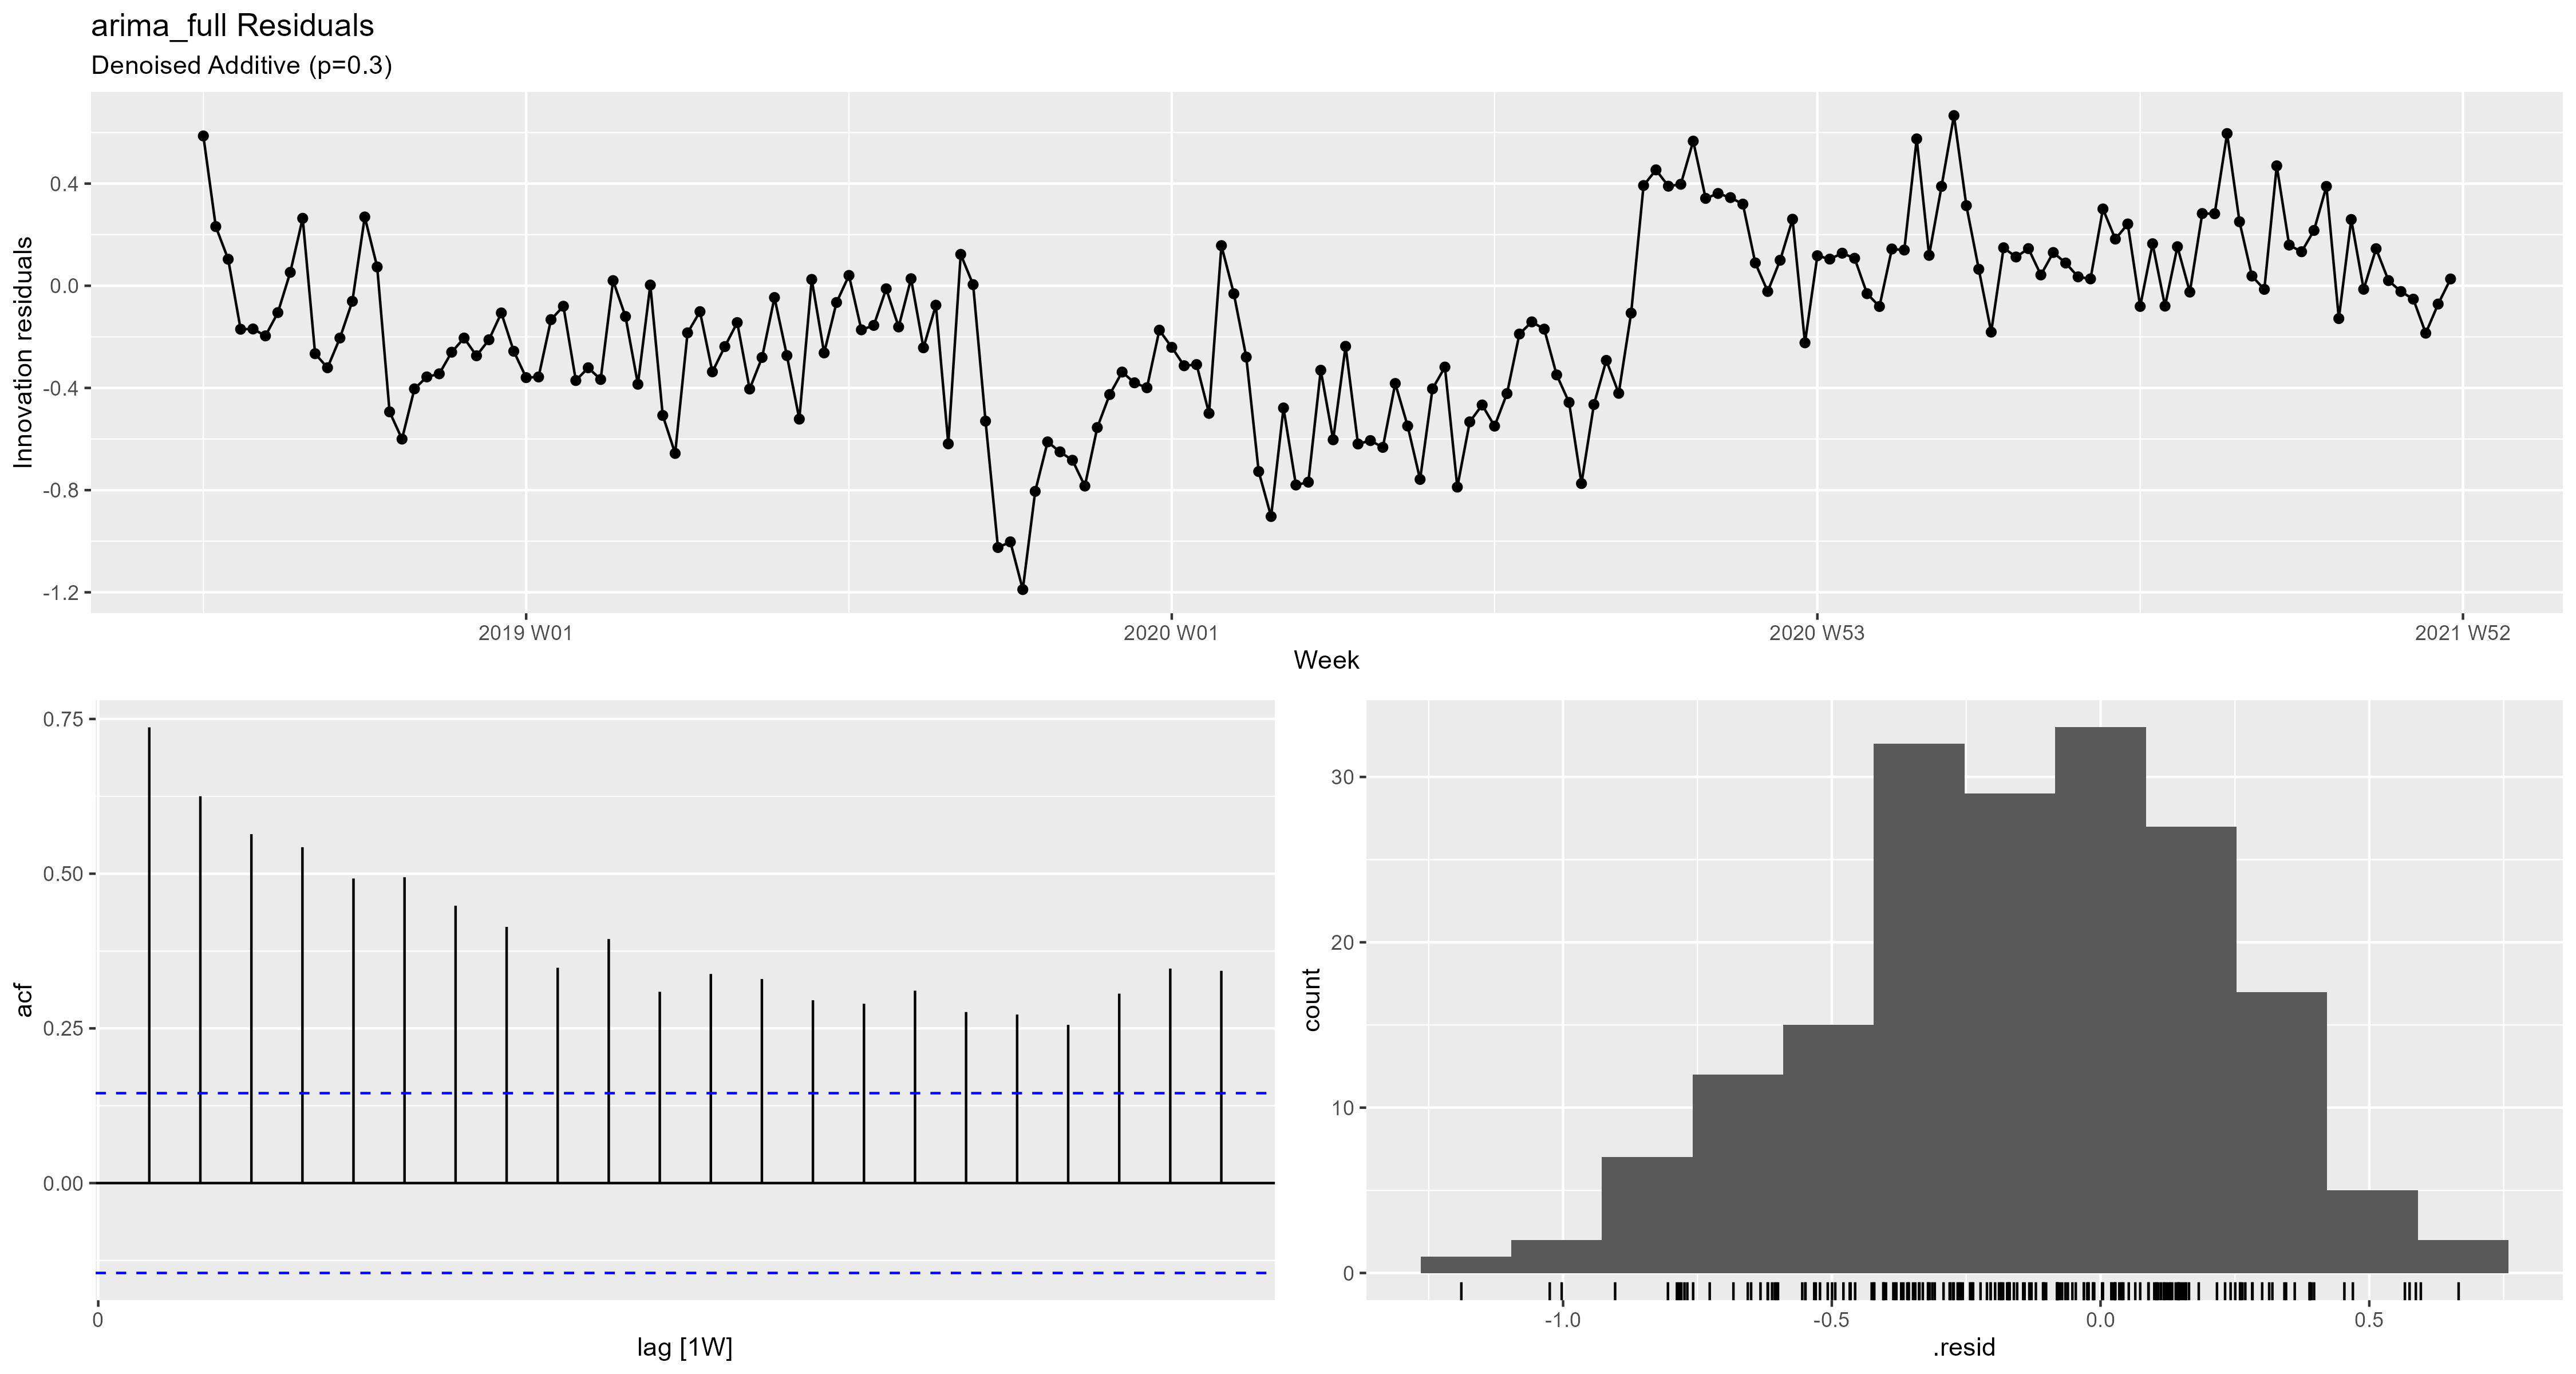 arima_full Residuals
Denoised Additive (p=0.3)
Innovation residuals
0.4
0.0
-0.4
-0.8
-1.2
2019 W01
2020 W01
2020 W53
2021 W52
Week
acf
0.75
0.50
0.25
0.00
0
lag [1W]
count
30
20
10
0
-1.0
-0.5
0.0
0.5
.resid